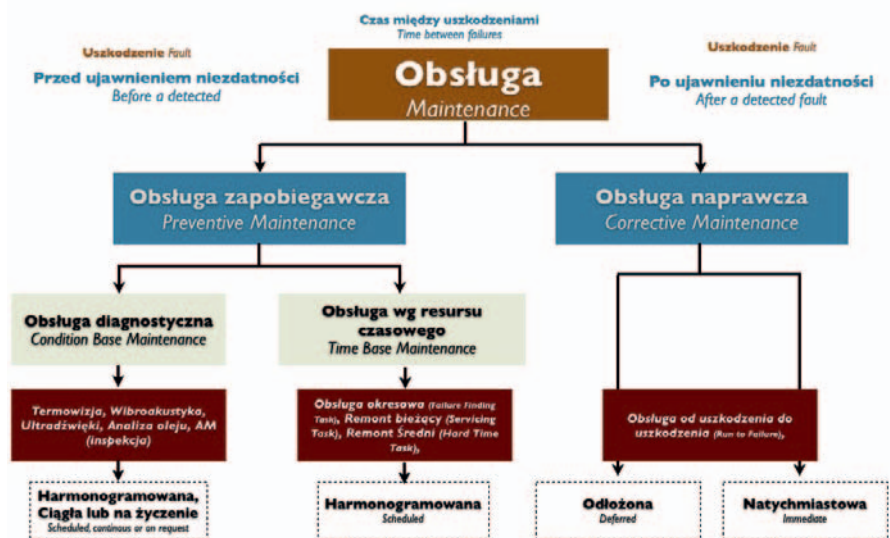 Czas między uszkodzeniami
Time between failures
Uszkodzenie Fault
Przed ujawnieniem niezdatności
Before a detected
Obsługa
Maintenance
Uszkodzenie Fault
Po ujawnieniu niezdatności
After a detected fault
Obsługa zapobiegawcza
Preventive Maintenance
Obsługa naprawcza
Corrective Maintenance
Obsługa diagnostyczna
Condition Base Maintenance
Obsługa wg resursu
czasowego
Time Base Maintenance
Termowizja, Wibroakustyka,
Ultradźwięki, Analiza oleju, AM
(inspekcja)
Obsługa okresowa (Failure Finding
Task), Remont bieżący (Servicing
Task), Remont Średni (Hard Time
Task),
Obsługa od uszkodzenia do
uszkodzenia (Run to Failure),
Harmonogramowana,
Ciągła lub na życzenie
Scheduled, continous or on request
Harmonogramowana
Scheduled
Odłożona
Deferred
Natychmiastowa
Immediate